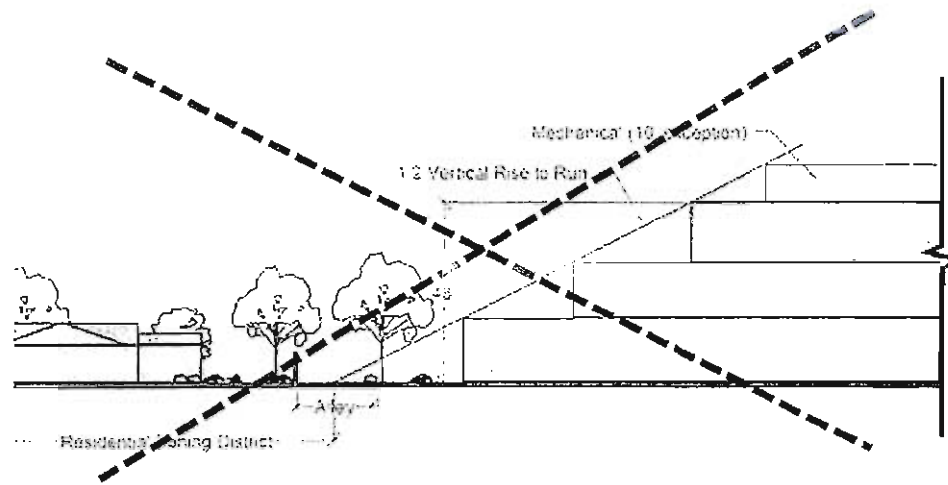 Mechanical (10' exception)
1:2 Vertical Rise to Run
Alley
Residential Zoning District